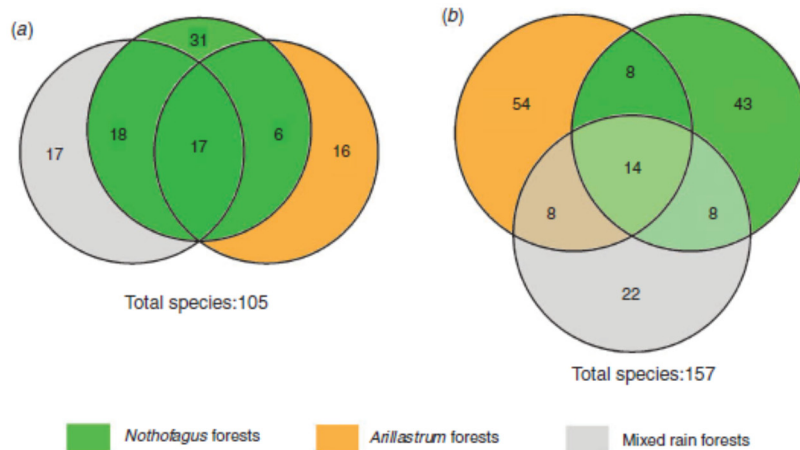 (a)
31
17
18
17
6
16
Total species:105
(b)
8
54
43
14
8
8
22
Total species:157
Nothofagus forests
Arillastrum forests
Mixed rain forests